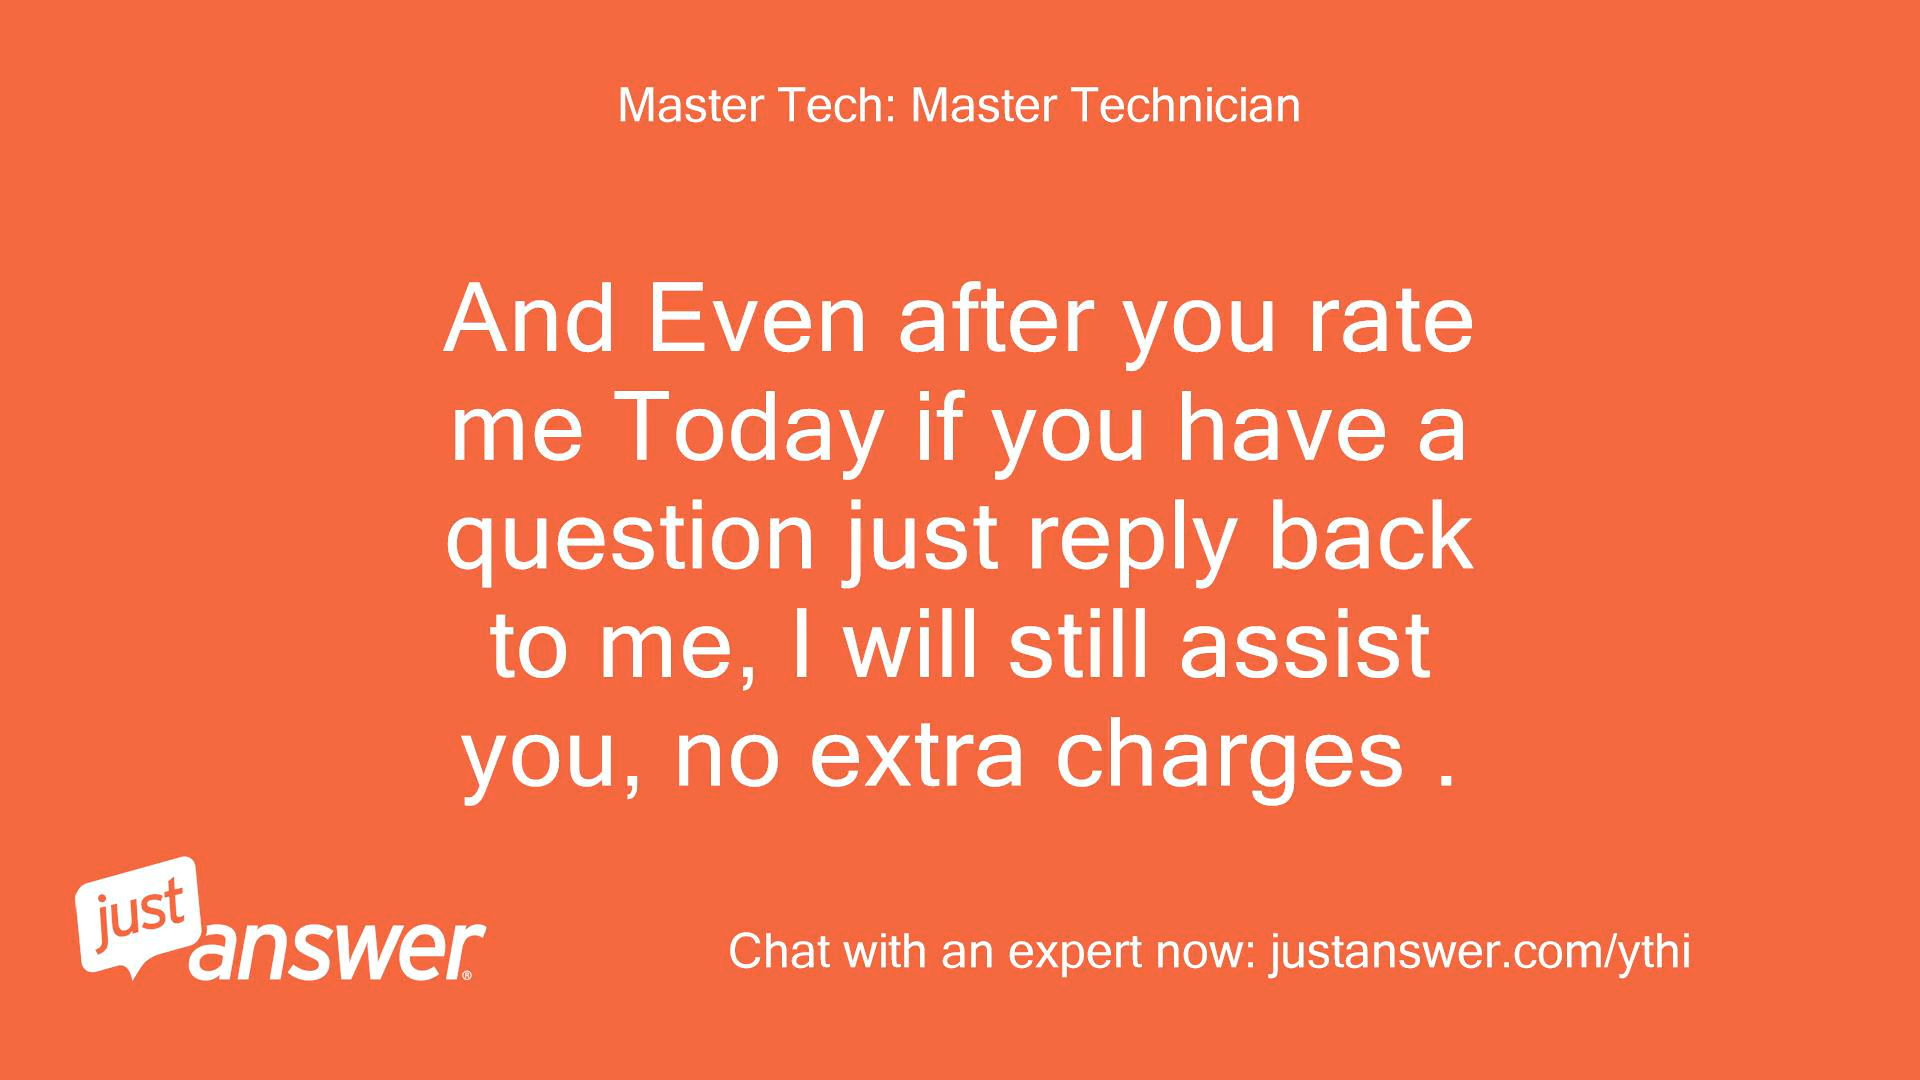 Master Tech: Master Technician
And Even after you rate
me Today if you have a
question just reply back
to me, I will still assist
you, no extra charges .
just
answer®
Chat with an expert now: justanswer.com/ythi